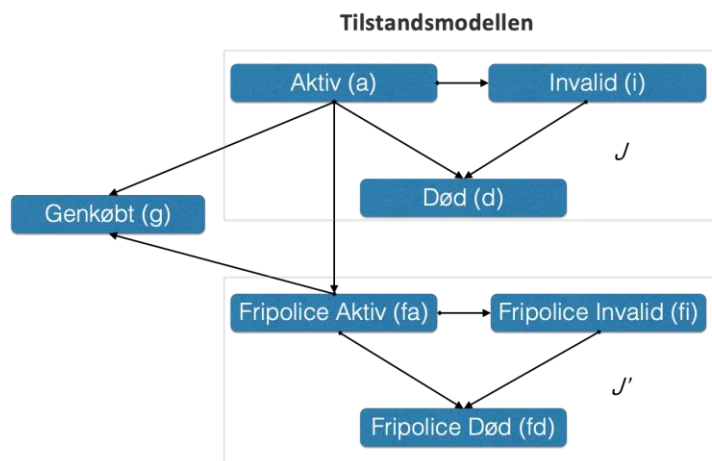 Tilstandsmodellen
Aktiv (a)
Invalid (i)
J
Død (d)
Genkøbt (g)
Fripolice Aktiv (fa)
Fripolice Invalid (fi)
J'
Fripolice Død (fd)